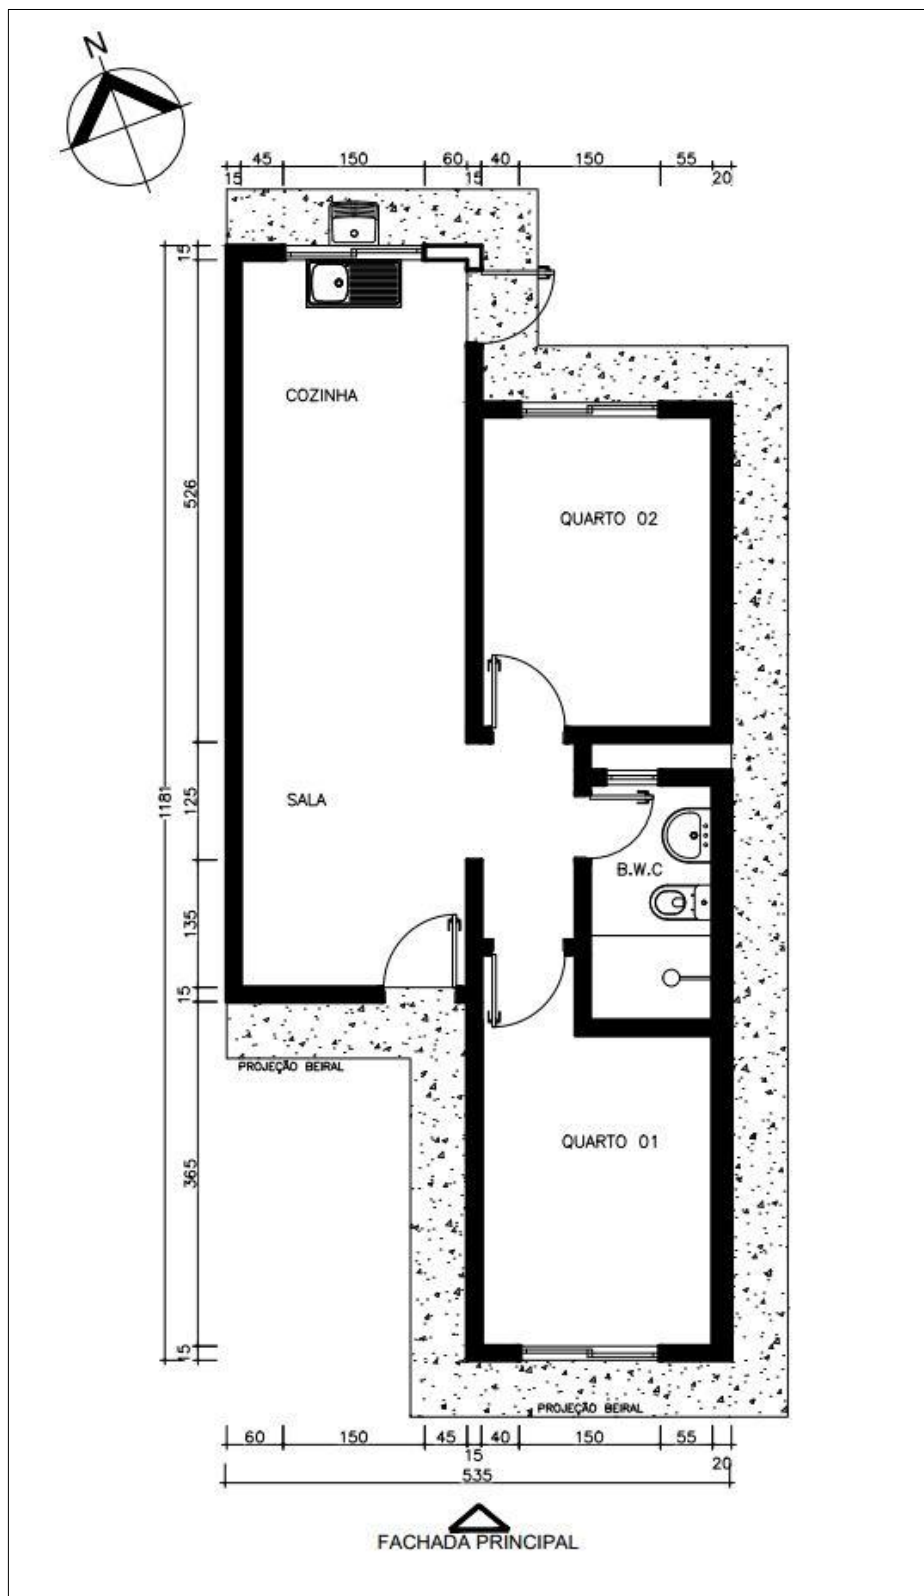 N
45 150 60 40 150 55
15 15 20
15
COZINHA
526
QUARTO 02
1181
125
SALA
B.W.C
135
15
PROJEÇÃO BEIRAL
QUARTO 01
365
15
PROJEÇÃO BEIRAL
60 150 45 40 150 55
15 20
535
FACHADA PRINCIPAL